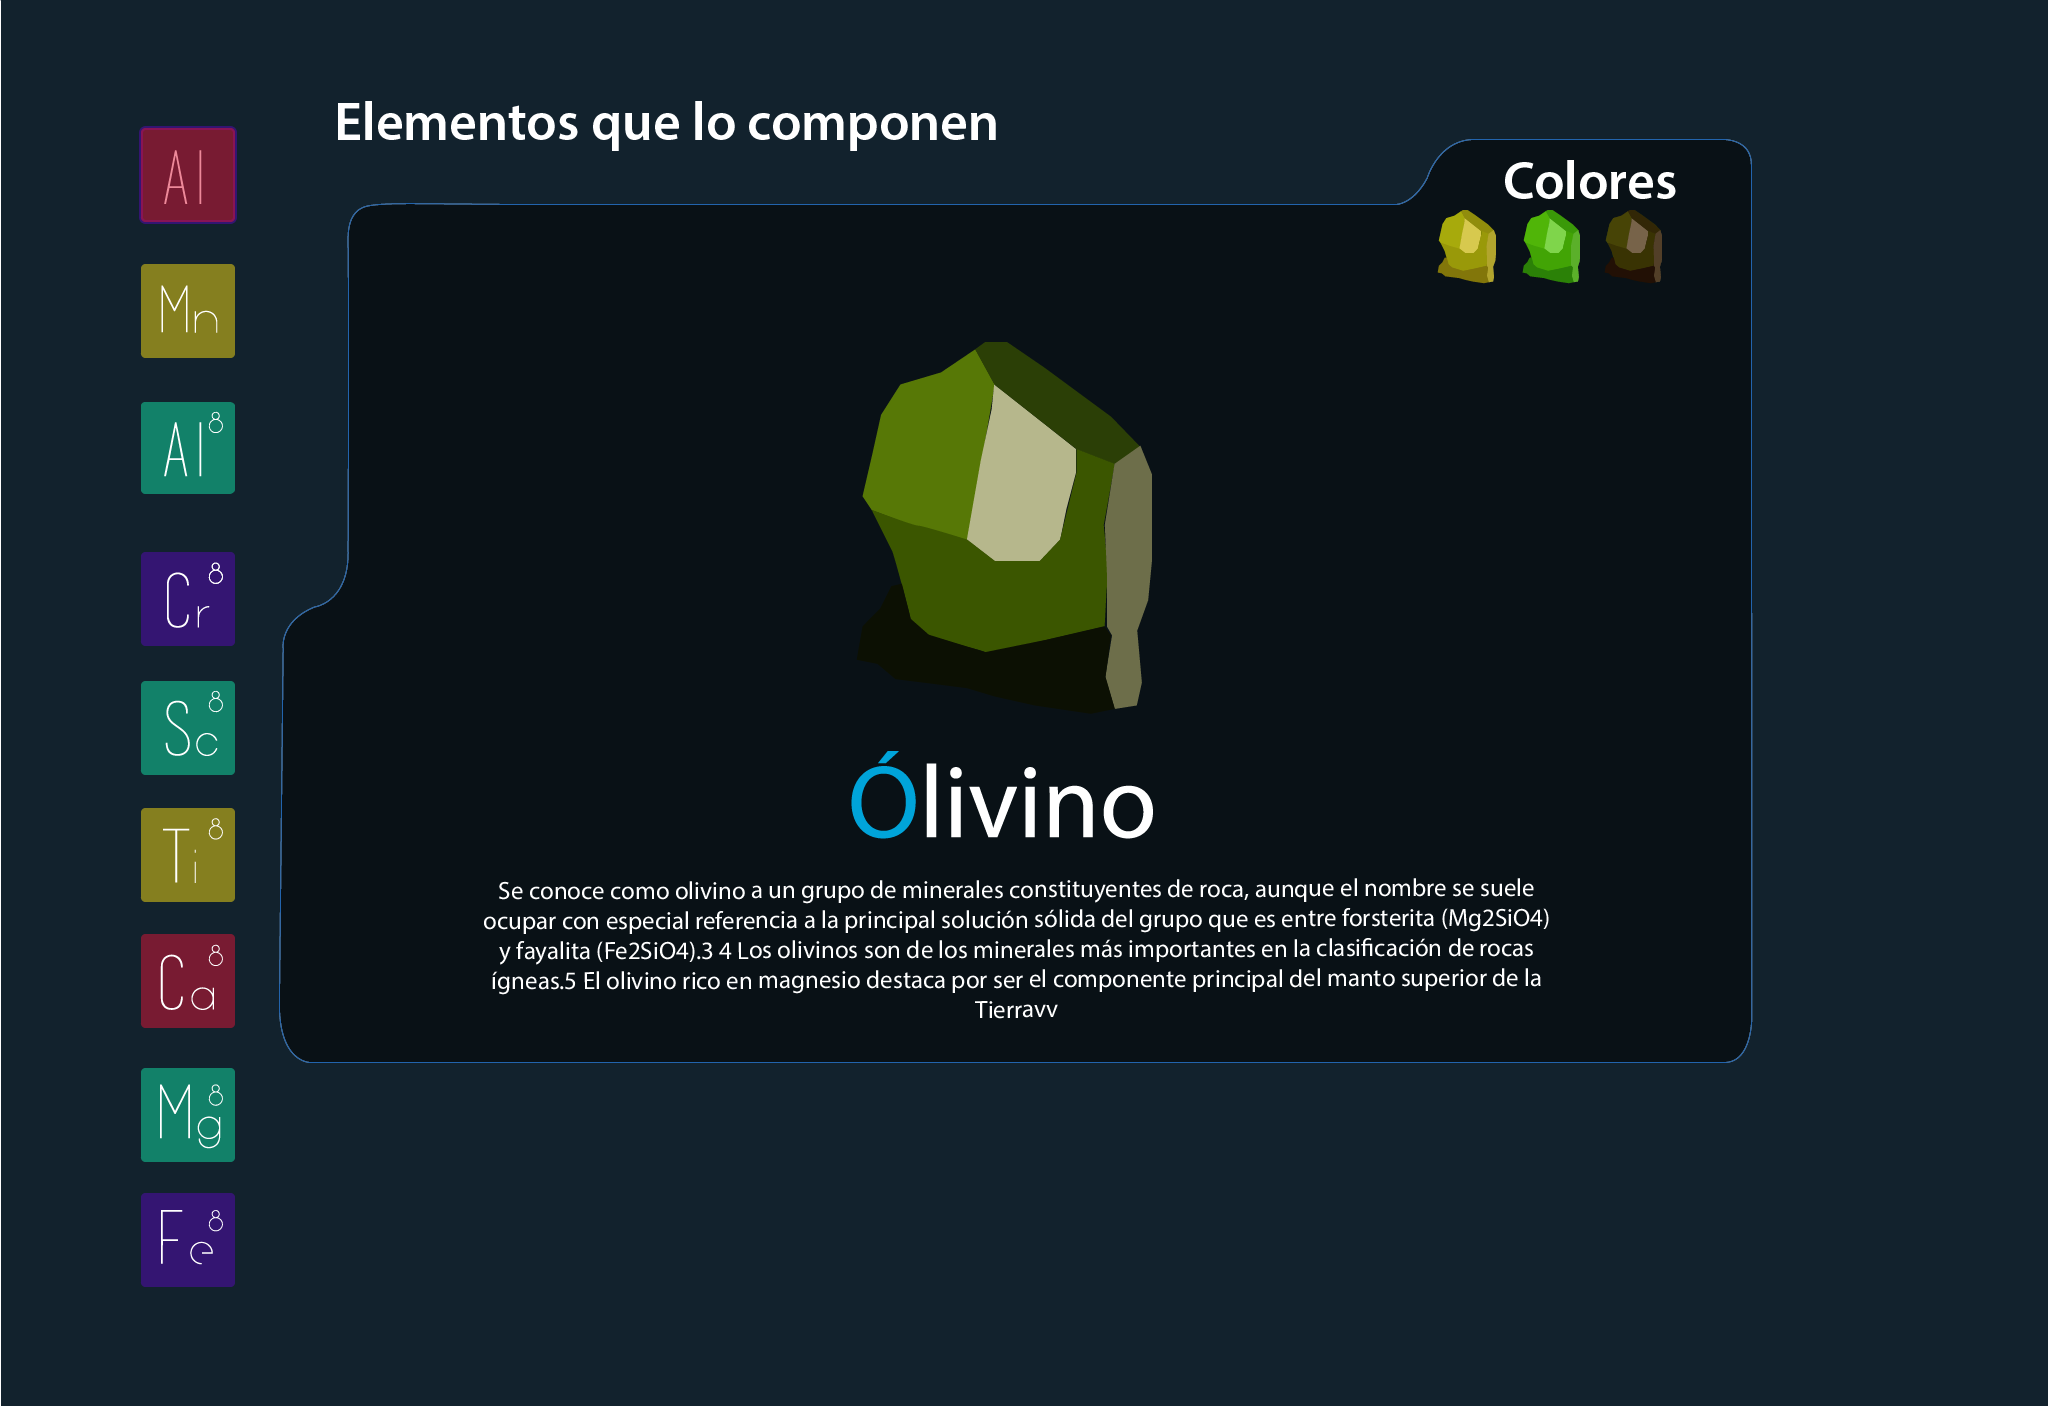 Elementos que lo componen
Colores
Al
Mn
Al 8
Cr 8
Sc 8
Ti 8
Ca 8
Mg 8
Fe 8
Ólivino
Se conoce como olivino a un grupo de minerales constituyentes de roca, aunque el nombre se suele
ocupar con especial referencia a la principal solución sólida del grupo que es entre forsterita (Mg2SiO4)
y fayalita (Fe2SiO4).3 4 Los olivinos son de los minerales más importantes en la clasificación de rocas
ígneas.5 El olivino rico en magnesio destaca por ser el componente principal del manto superior de la
Tierravv